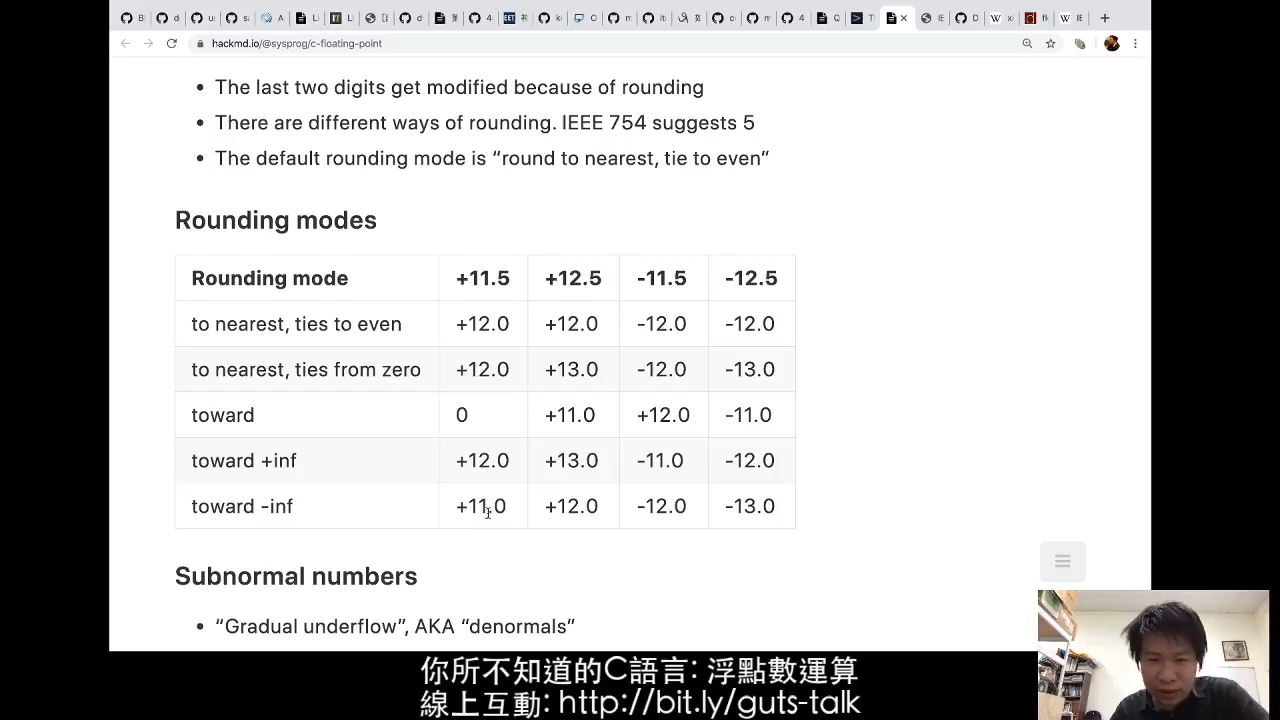 hackmd.io/@sysprog/c-floating-point
• The last two digits get modified because of rounding
• There are different ways of rounding. IEEE 754 suggests 5
• The default rounding mode is “round to nearest, tie to even”
Rounding modes
Rounding mode +11.5 +12.5 -11.5 -12.5
to nearest, ties to even +12.0 +12.0 -12.0 -12.0
to nearest, ties from zero +12.0 +13.0 -12.0 -13.0
toward 0 +11.0 +12.0 -11.0
toward +inf +12.0 +13.0 -11.0 -12.0
toward -inf +11.0 +12.0 -12.0 -13.0
Subnormal numbers
• “Gradual underflow”, AKA “denormals”
你所不知道的C語言: 浮點數運算
線上互動: http://bit.ly/guts-talk